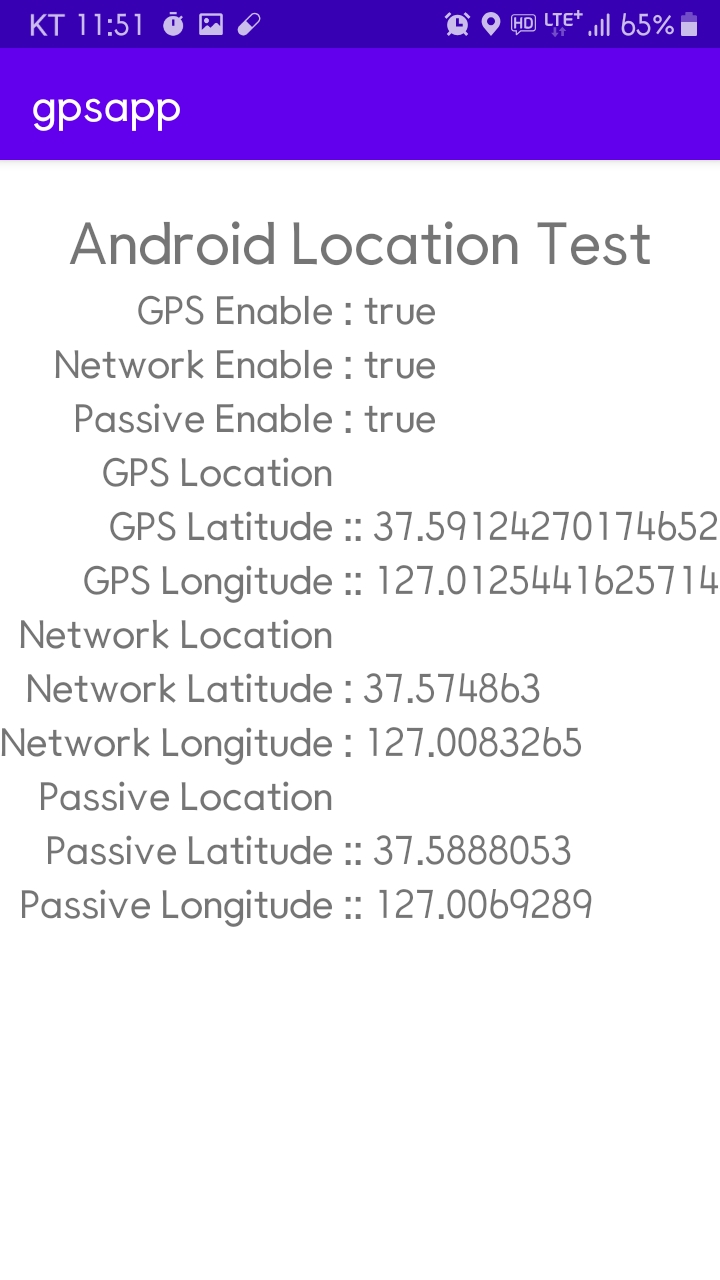 KT 11:51 HD LTE+ 65%
gpsapp
Android Location Test
GPS Enable : true
Network Enable : true
Passive Enable : true
GPS Location
GPS Latitude :: 37.59124270174652
GPS Longitude :: 127.0125441625714
Network Location
Network Latitude : 37.574863
Network Longitude : 127.0083265
Passive Location
Passive Latitude :: 37.5888053
Passive Longitude :: 127.0069289